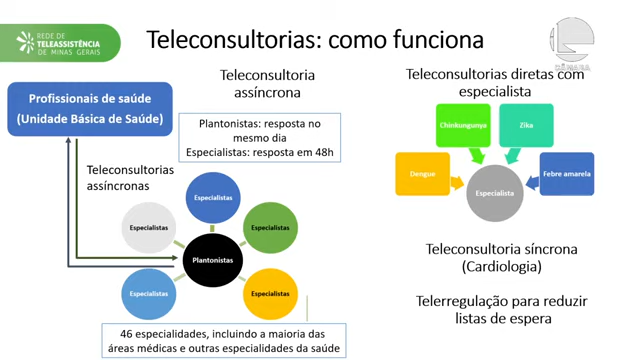 REDE DE
TELEASSISTÊNCIA
DE MINAS GERAIS
Teleconsultorias: como funciona
CÂMARA
Profissionais de saúde
(Unidade Básica de Saúde)
Teleconsultoria
assíncrona
Plantonistas: resposta no
mesmo dia
Especialistas: resposta em 48h
Teleconsultorias
assíncronas
Especialistas
Especialistas
Especialistas
Plantonistas
Especialistas
Especialistas
46 especialidades, incluindo a maioria das
áreas médicas e outras especialidades da saúde
Teleconsultorias diretas com
especialista
Chinkungunya
Zika
Dengue
Febre amarela
Especialista
Teleconsultoria síncrona
(Cardiologia)
Telerregulação para reduzir
listas de espera